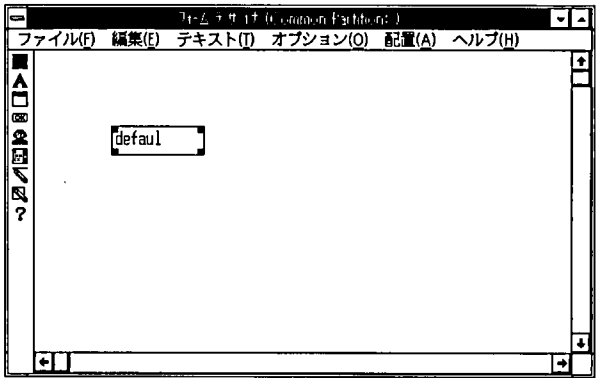 フォームデザイナ (Common Partition: )
ファイル(F) 編集(E) テキスト(T) オプション(O) 配置(A) ヘルプ(H)
A
OK
?
defaul